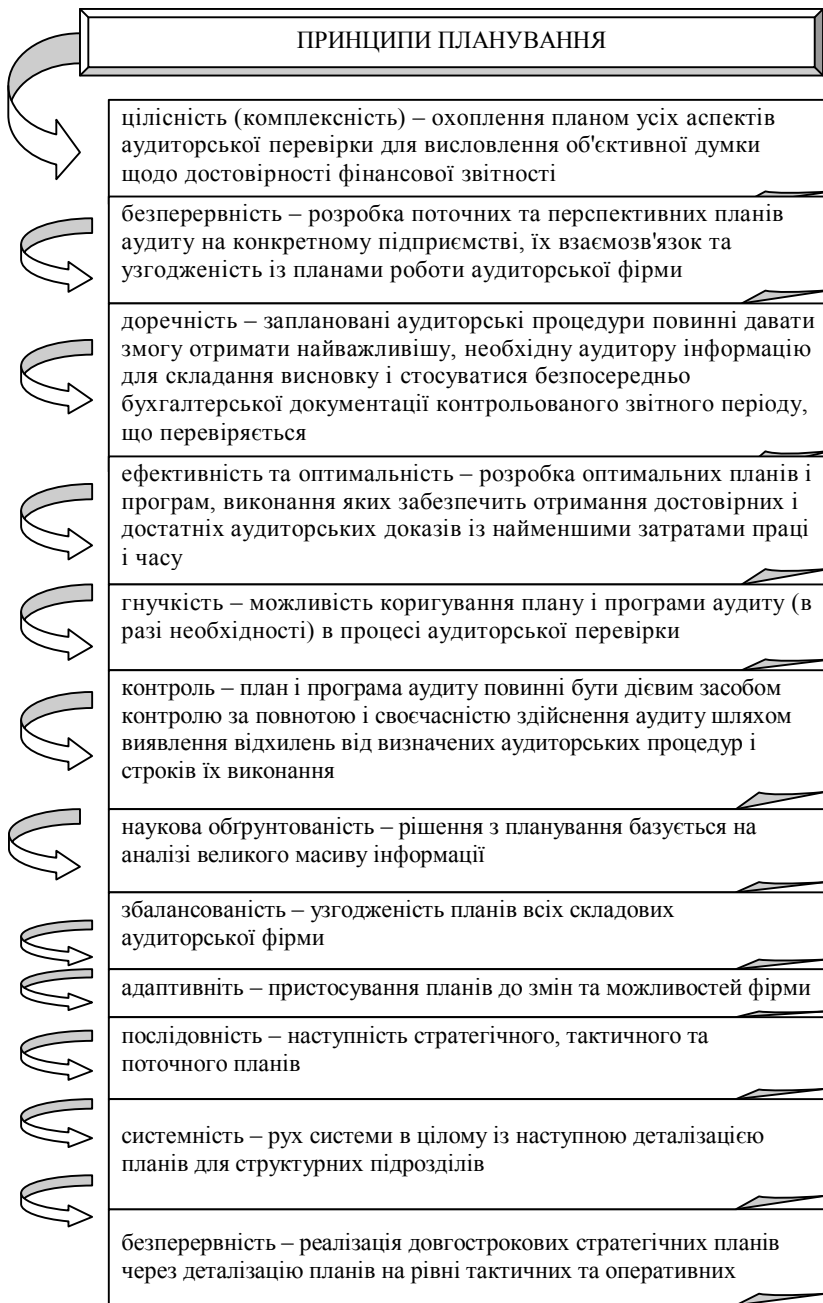 ПРИНЦИПИ ПЛАНУВАННЯ
цілісність (комплексність) – охоплення планом усіх аспектів
аудиторської перевірки для висловлення об'єктивної думки
щодо достовірності фінансової звітності
безперервність – розробка поточних та перспективних планів
аудиту на конкретному підприємстві, їх взаємозв'язок та
узгодженість із планами роботи аудиторської фірми
доречність – заплановані аудиторські процедури повинні давати
змогу отримати найважливішу, необхідну аудитору інформацію
для складання висновку і стосуватися безпосередньо
бухгалтерської документації контрольованого звітного періоду,
що перевіряється
ефективність та оптимальність – розробка оптимальних планів і
програм, виконання яких забезпечить отримання достовірних і
достатніх аудиторських доказів із найменшими затратами праці
і часу
гнучкість – можливість коригування плану і програми аудиту (в
разі необхідності) в процесі аудиторської перевірки
контроль – план і програма аудиту повинні бути дієвим засобом
контролю за повнотою і своєчасністю здійснення аудиту шляхом
виявлення відхилень від визначених аудиторських процедур і
строків їх виконання
наукова обґрунтованість – рішення з планування базується на
аналізі великого масиву інформації
збалансованість – узгодженість планів всіх складових
аудиторської фірми
адаптивніть – пристосування планів до змін та можливостей фірми
послідовність – наступність стратегічного, тактичного та
поточного планів
системність – рух системи в цілому із наступною деталізацією
планів для структурних підрозділів
безперервність – реалізація довгострокових стратегічних планів
через деталізацію планів на рівні тактичних та оперативних